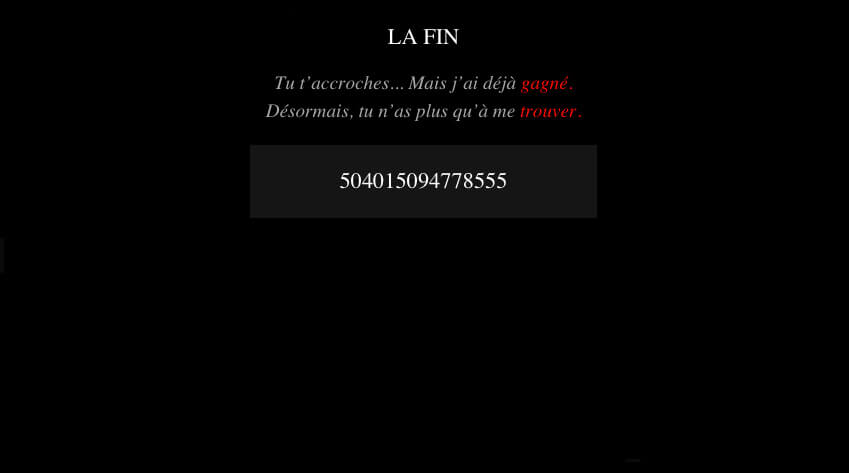 LA FIN
Tu t’accroches... Mais j’ai déjà gagné.
Désormais, tu n’as plus qu’à me trouver.
504015094778555